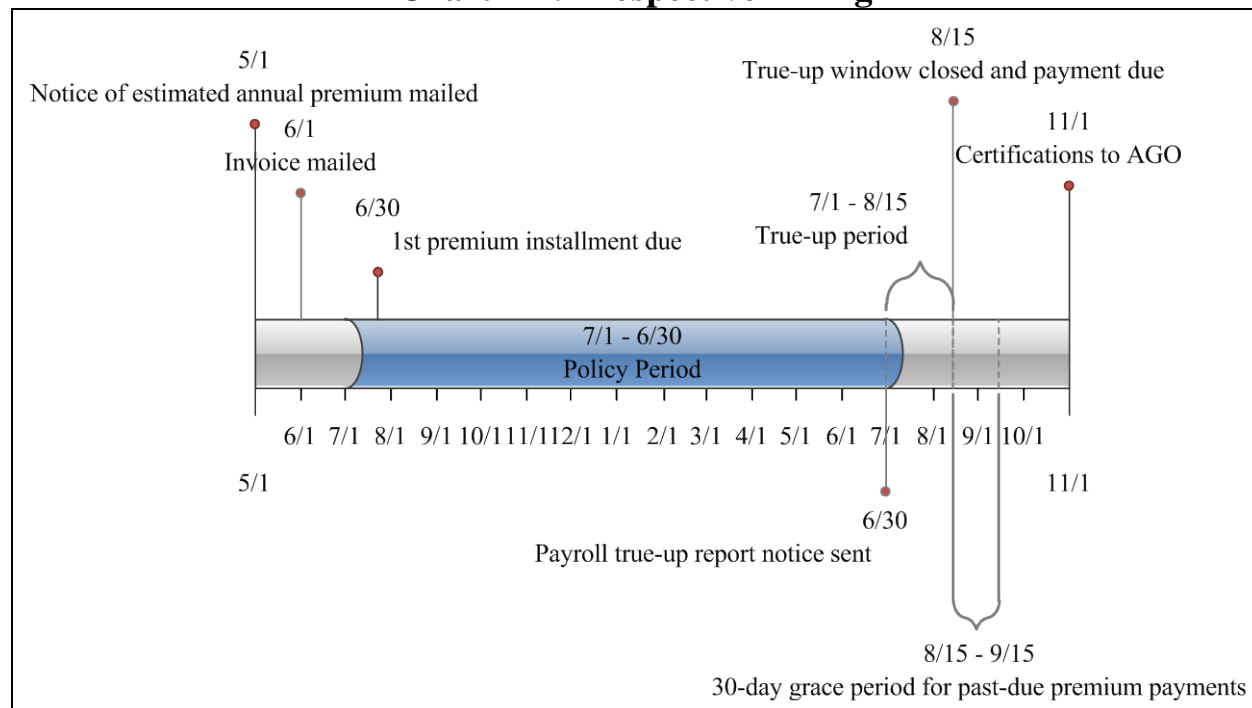 5/1
Notice of estimated annual premium mailed
6/1
Invoice mailed
6/30
1st premium installment due
8/15
True-up window closed and payment due
11/1
Certifications to AGO
7/1 - 8/15
True-up period
7/1 - 6/30
Policy Period
6/1 7/1 8/1 9/1 10/1 11/1 12/1 1/1 2/1 3/1 4/1 5/1 6/1 7/1 8/1 9/1 10/1
5/1 11/1
6/30
Payroll true-up report notice sent
8/15 - 9/15
30-day grace period for past-due premium payments